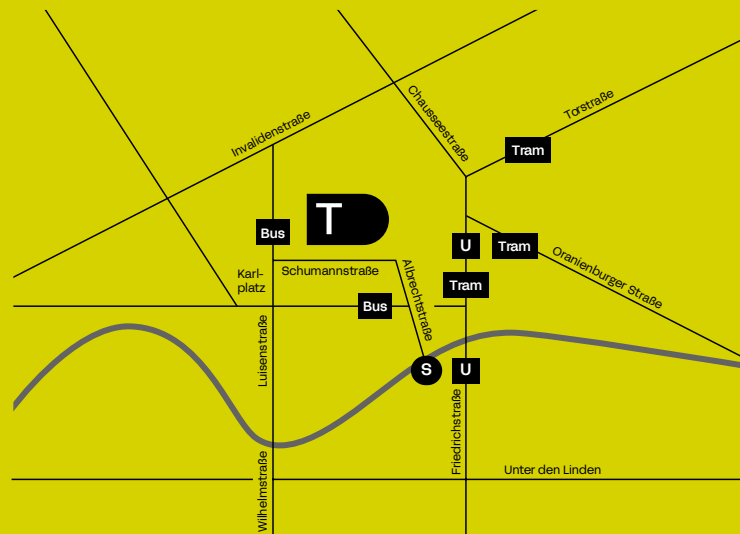 Chausseestraße
Torstraße
Invalidenstraße
Tram
T
Bus
U
Tram
Karl-
platz
Schumannstraße
Albrechtstraße
Oranienburger Straße
Tram
Bus
Luisenstraße
S
U
Friedrichstraße
Wilhelmstraße
Unter den Linden